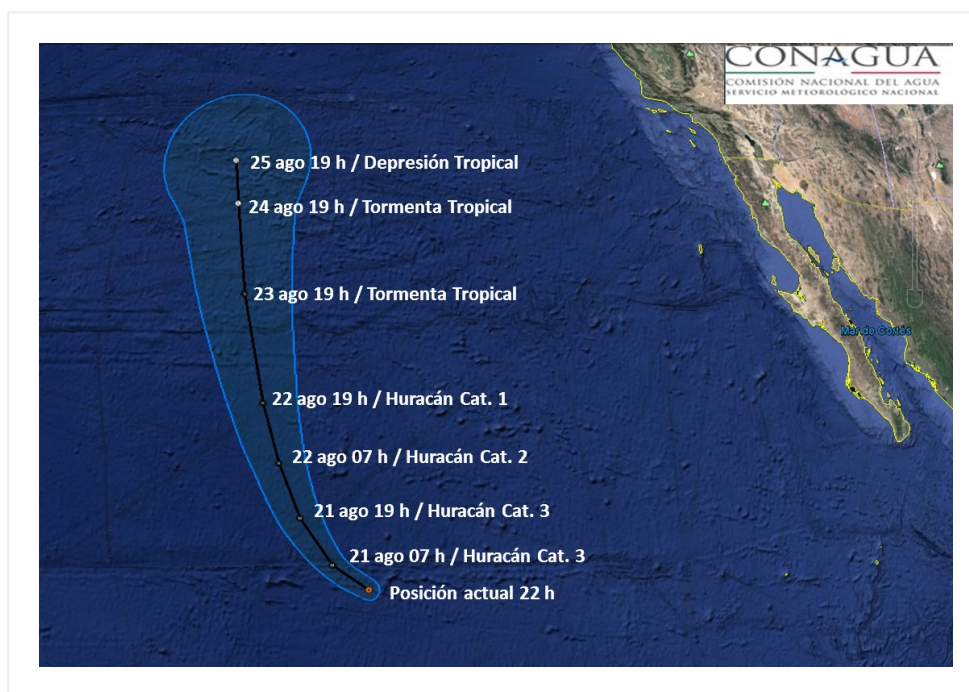 CONAGUA
COMISIÓN NACIONAL DEL AGUA
SERVICIO METEOROLÓGICO NACIONAL
25 ago 19 h / Depresión Tropical
24 ago 19 h / Tormenta Tropical
23 ago 19 h / Tormenta Tropical
Mar de Cortés
22 ago 19 h / Huracán Cat. 1
22 ago 07 h / Huracán Cat. 2
21 ago 19 h / Huracán Cat. 3
21 ago 07 h / Huracán Cat. 3
Posición actual 22 h